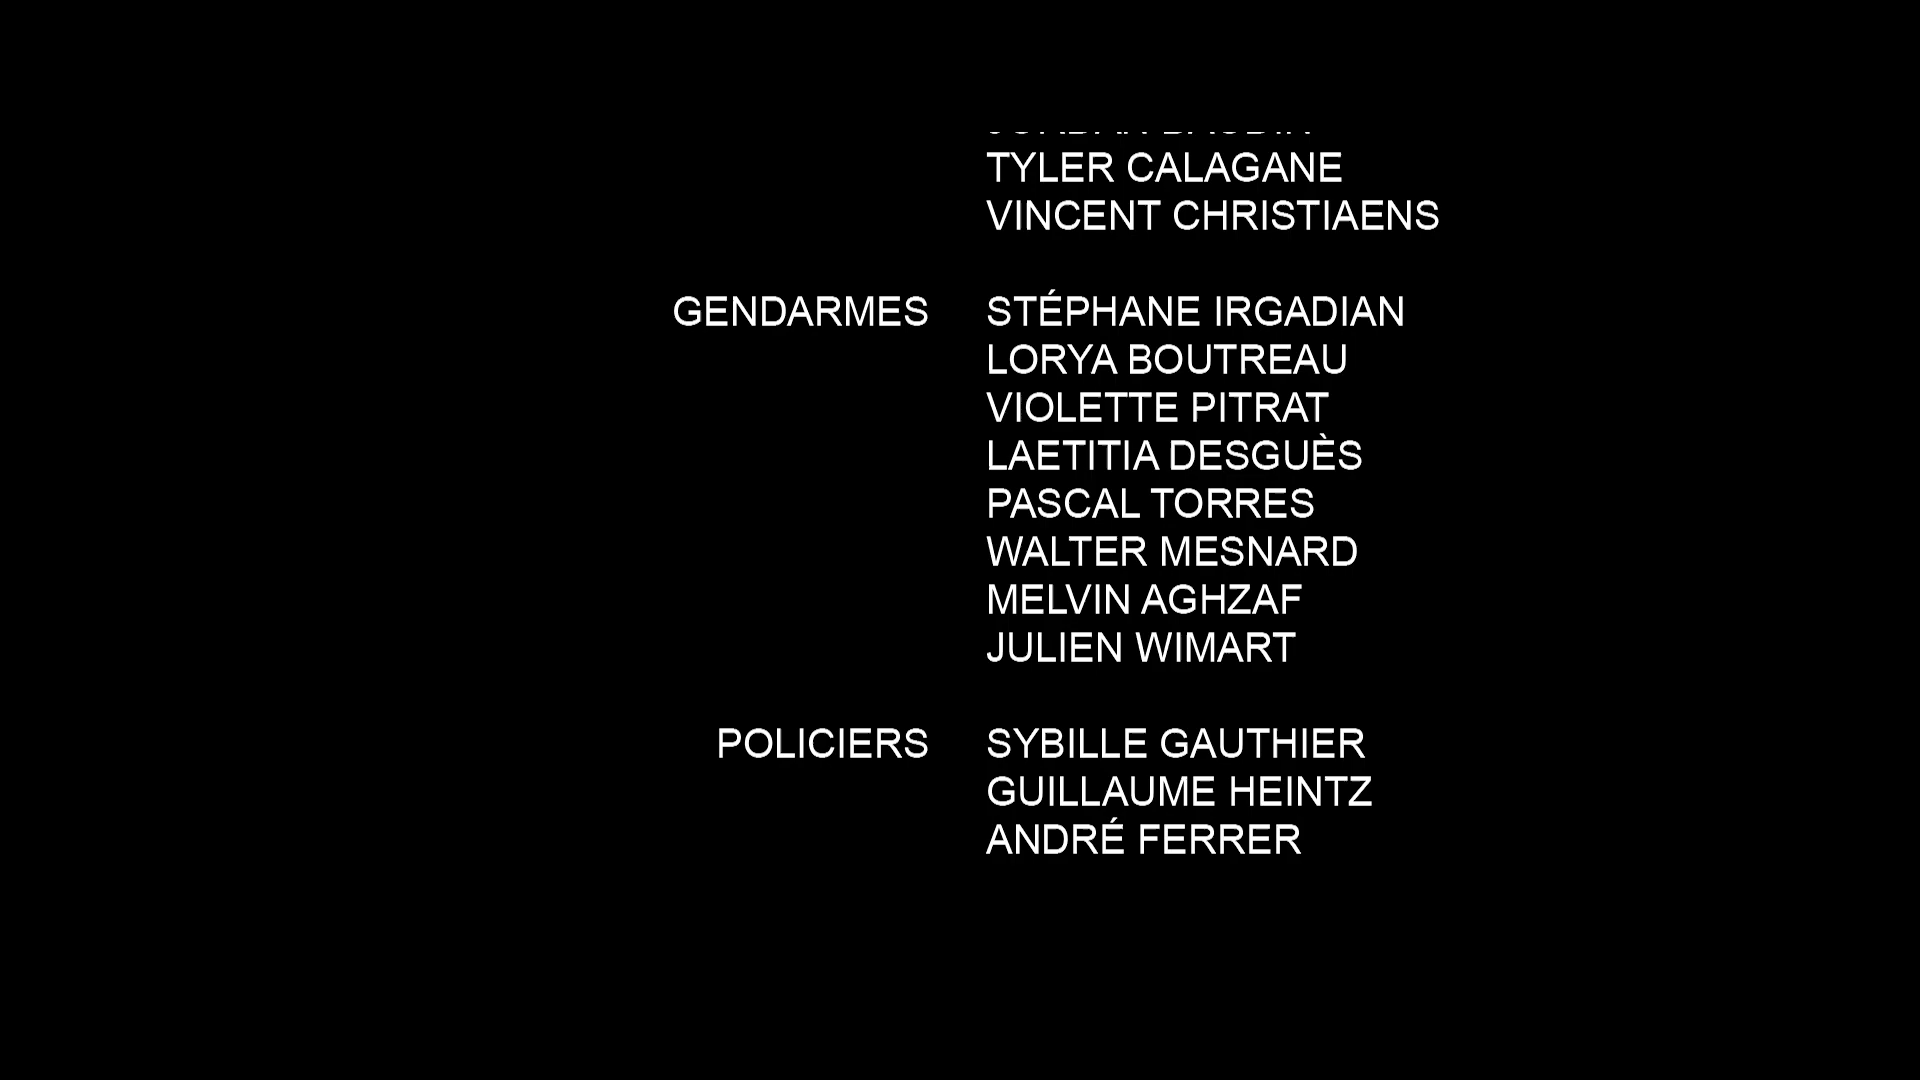 TYLER CALAGANE
VINCENT CHRISTIAENS
GENDARMES STÉPHANE IRGADIAN
LORYA BOUTREAU
VIOLETTE PITRAT
LAETITIA DESGUÈS
PASCAL TORRES
WALTER MESNARD
MELVIN AGHZAF
JULIEN WIMART
POLICIERS SYBILLE GAUTHIER
GUILLAUME HEINTZ
ANDRÉ FERRER